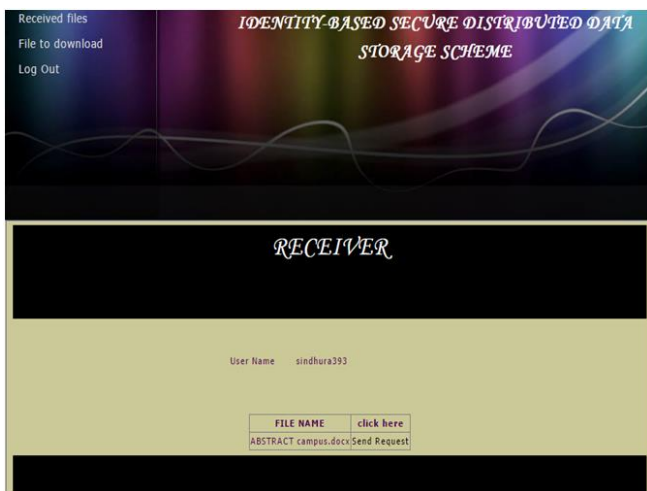 Received files
File to download
Log Out
IDENTITY-BASED SECURE DISTRIBUTED DATA
STORAGE SCHEME
RECEIVER
User Name sindhura393
FILE NAME click here
ABSTRACT campus.docx Send Request